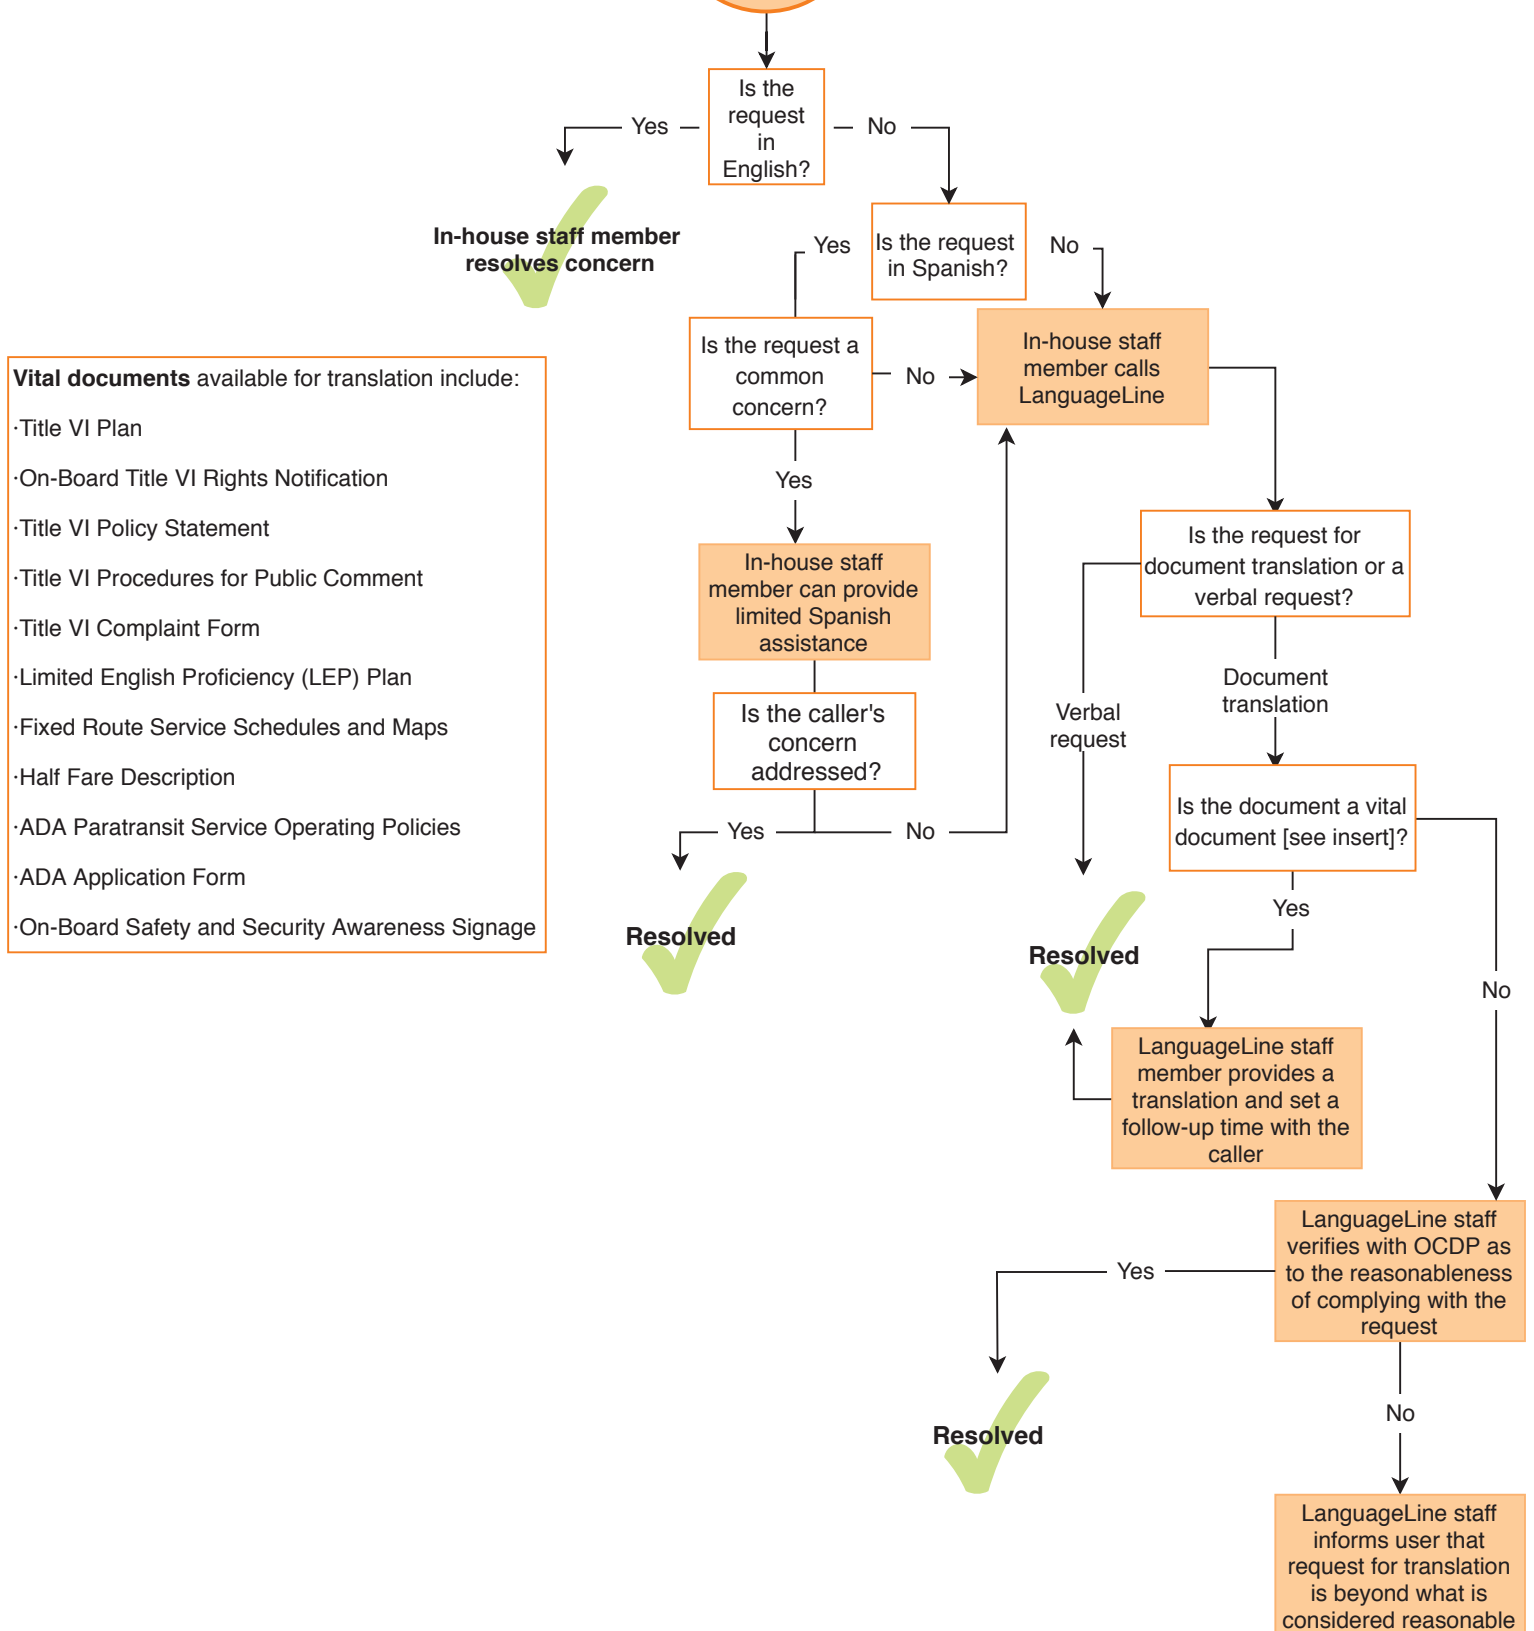 Is the
request
in
English?
Yes
No
In-house staff member
resolves concern
Is the request
in Spanish?
Yes
No
Is the request a
common
concern?
No
In-house staff
member calls
LanguageLine
Vital documents available for translation include:
·Title VI Plan
·On-Board Title VI Rights Notification
·Title VI Policy Statement
·Title VI Procedures for Public Comment
·Title VI Complaint Form
·Limited English Proficiency (LEP) Plan
·Fixed Route Service Schedules and Maps
·Half Fare Description
·ADA Paratransit Service Operating Policies
·ADA Application Form
·On-Board Safety and Security Awareness Signage
Yes
In-house staff
member can provide
limited Spanish
assistance
Is the caller's
concern
addressed?
Yes
No
Resolved
Is the request for
document translation or a
verbal request?
Verbal
request
Document
translation
Is the document a vital
document [see insert]?
Yes
No
Resolved
LanguageLine staff
member provides a
translation and set a
follow-up time with the
caller
LanguageLine staff
verifies with OCDP as
to the reasonableness
of complying with the
request
Yes
Resolved
No
LanguageLine staff
informs user that
request for translation
is beyond what is
considered reasonable